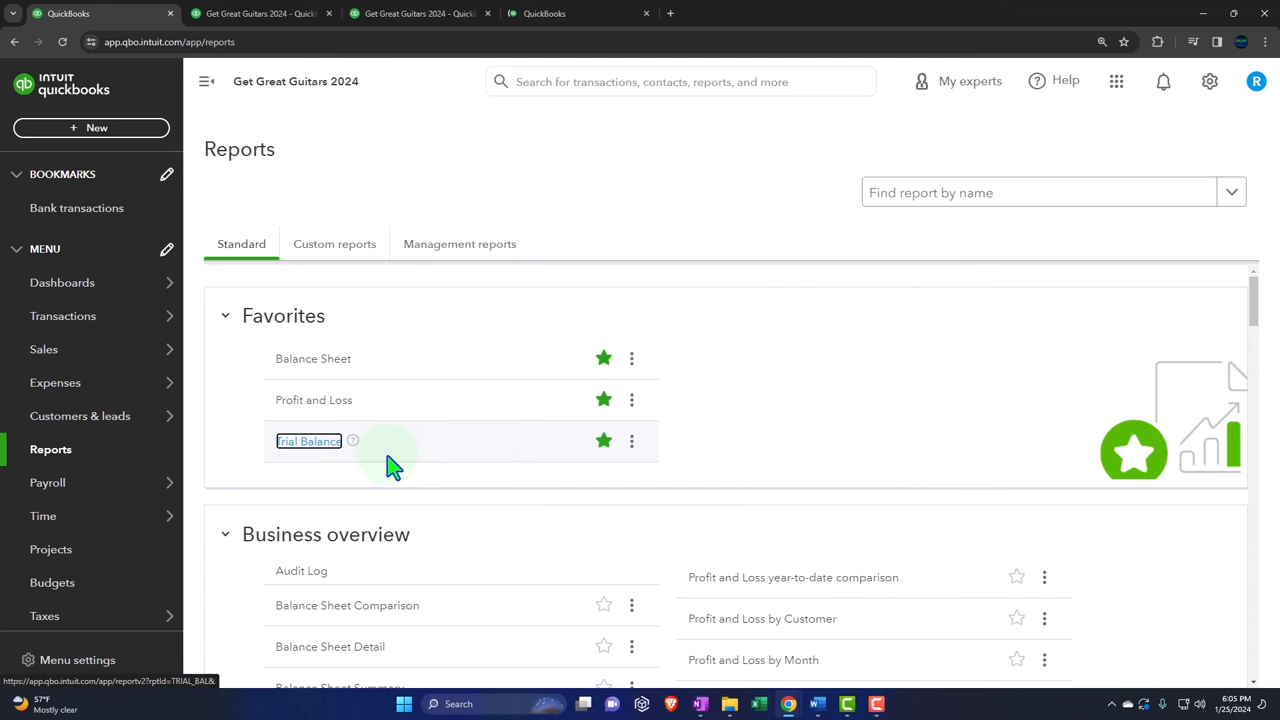 QuickBooks
Get Great Guitars 2024 - Quick
Get Great Guitars 2024 - Quick
QuickBooks
app.qbo.intuit.com/app/reports
INTUIT
quickbooks
Get Great Guitars 2024
Search for transactions, contacts, reports, and more
My experts
Help
R
+ New
Reports
BOOKMARKS
Find report by name
Bank transactions
Standard
Custom reports
Management reports
MENU
Dashboards
Transactions
Sales
Expenses
Customers & leads
Reports
Payroll
Time
Projects
Budgets
Taxes
Menu settings
Favorites
Balance Sheet
Profit and Loss
Trial Balance
Business overview
Audit Log
Balance Sheet Comparison
Balance Sheet Detail
Balance Sheet Summary
Profit and Loss year-to-date comparison
Profit and Loss by Customer
Profit and Loss by Month
https://app.qbo.intuit.com/app/reportv2?rptId=TRIAL_BAL&
57°F
Mostly clear
Search
6:05 PM
1/25/2024